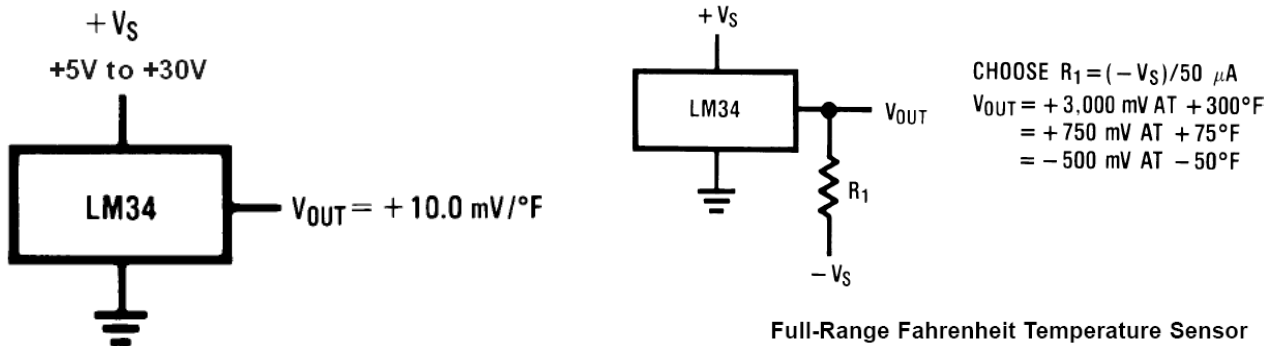 + VS
+5V to +30V
LM34
VOUT = + 10.0 mV/°F
+ VS
LM34
VOUT
R1
− VS
CHOOSE R1 = (− VS)/50 µA
VOUT = + 3,000 mV AT + 300°F
= + 750 mV AT + 75°F
= − 500 mV AT − 50°F
Full-Range Fahrenheit Temperature Sensor